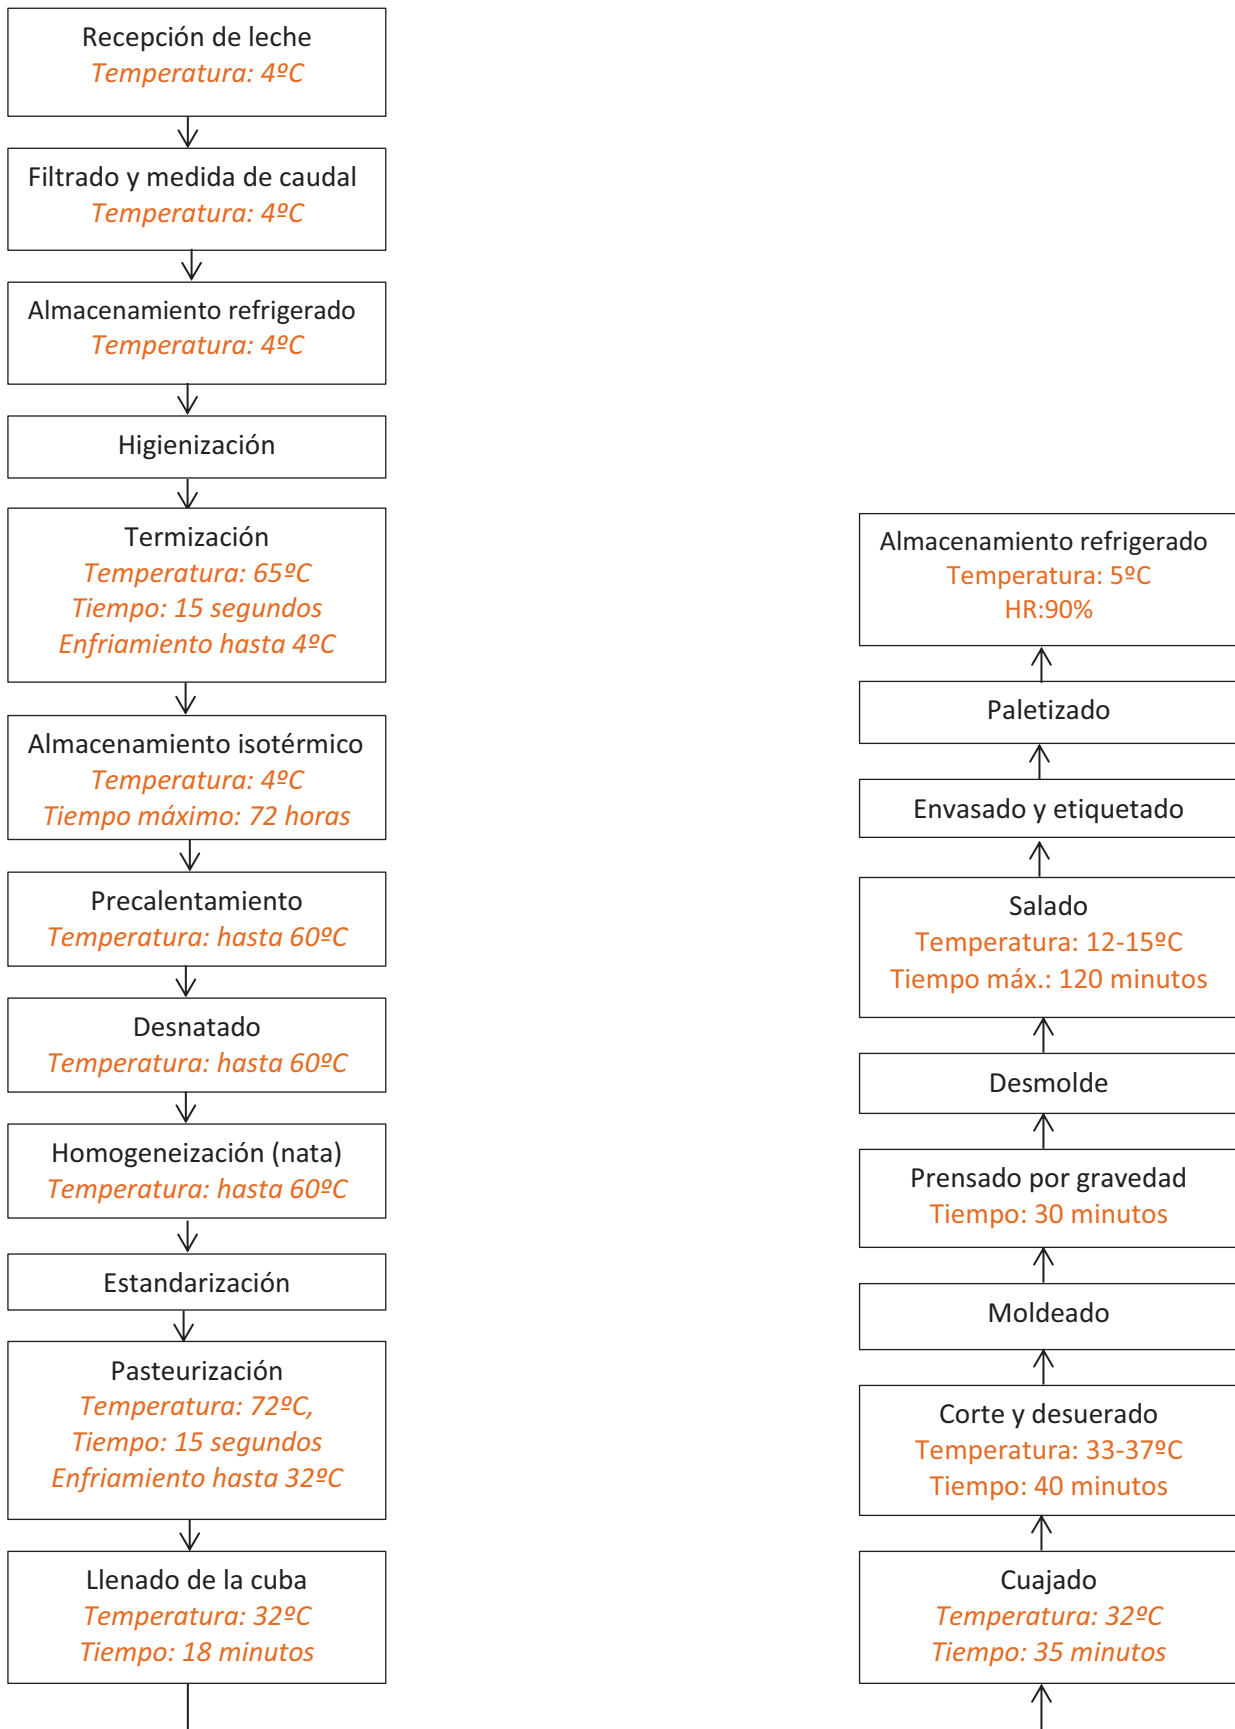 Recepción de leche
Temperatura: 4ºC
Filtrado y medida de caudal
Temperatura: 4ºC
Almacenamiento refrigerado
Temperatura: 4ºC
Higienización
Termización
Temperatura: 65ºC
Tiempo: 15 segundos
Enfriamiento hasta 4ºC
Almacenamiento isotérmico
Temperatura: 4ºC
Tiempo máximo: 72 horas
Precalentamiento
Temperatura: hasta 60ºC
Desnatado
Temperatura: hasta 60ºC
Homogeneización (nata)
Temperatura: hasta 60ºC
Estandarización
Pasteurización
Temperatura: 72ºC,
Tiempo: 15 segundos
Enfriamiento hasta 32ºC
Llenado de la cuba
Temperatura: 32ºC
Tiempo: 18 minutos
Almacenamiento refrigerado
Temperatura: 5ºC
HR:90%
Paletizado
Envasado y etiquetado
Salado
Temperatura: 12-15ºC
Tiempo máx.: 120 minutos
Desmolde
Prensado por gravedad
Tiempo: 30 minutos
Moldeado
Corte y desuerado
Temperatura: 33-37ºC
Tiempo: 40 minutos
Cuajado
Temperatura: 32ºC
Tiempo: 35 minutos